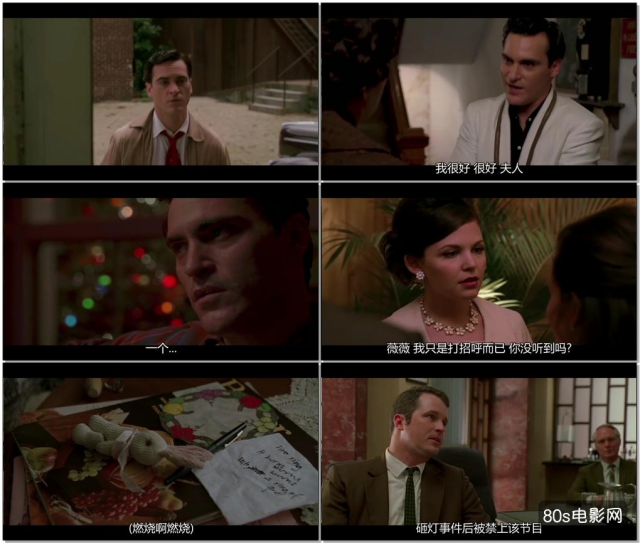 我很好 很好 夫人
一个...
薇薇 我只是打招呼而已 你没听到吗?
(燃烧啊燃烧)
砸灯事件后被禁上该节目
80s电影网